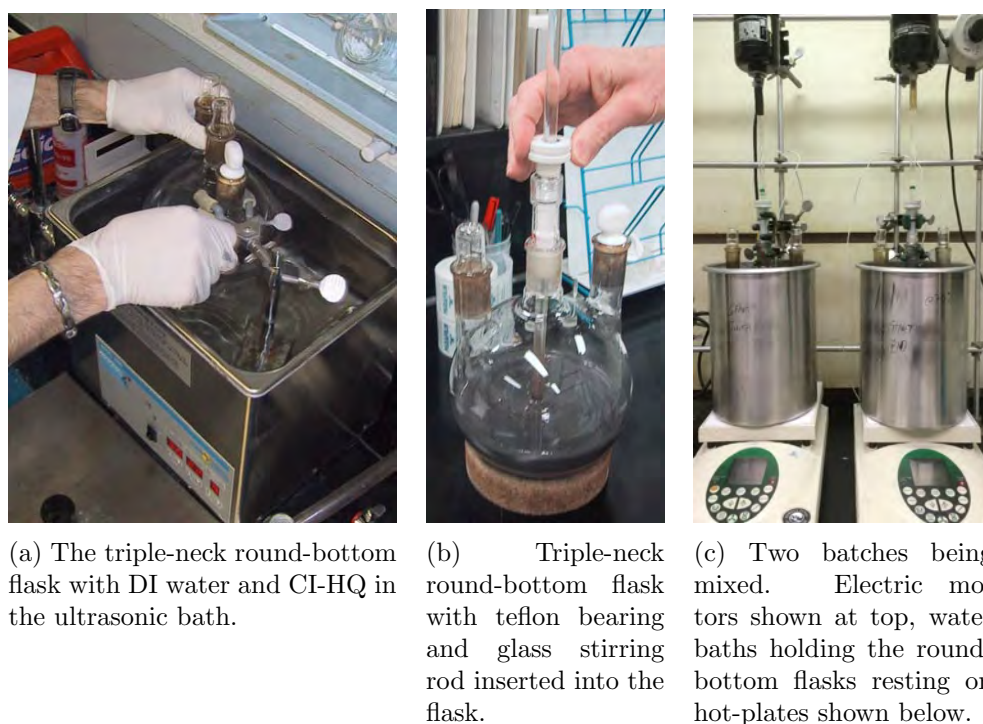 (a) The triple-neck round-bottom
flask with DI water and CI-HQ in
the ultrasonic bath.
(b) Triple-neck
round-bottom flask
with teflon bearing
and glass stirring
rod inserted into the
flask.
(c) Two batches being
mixed. Electric mo-
tors shown at top, water
baths holding the round-
bottom flasks resting on
hot-plates shown below.